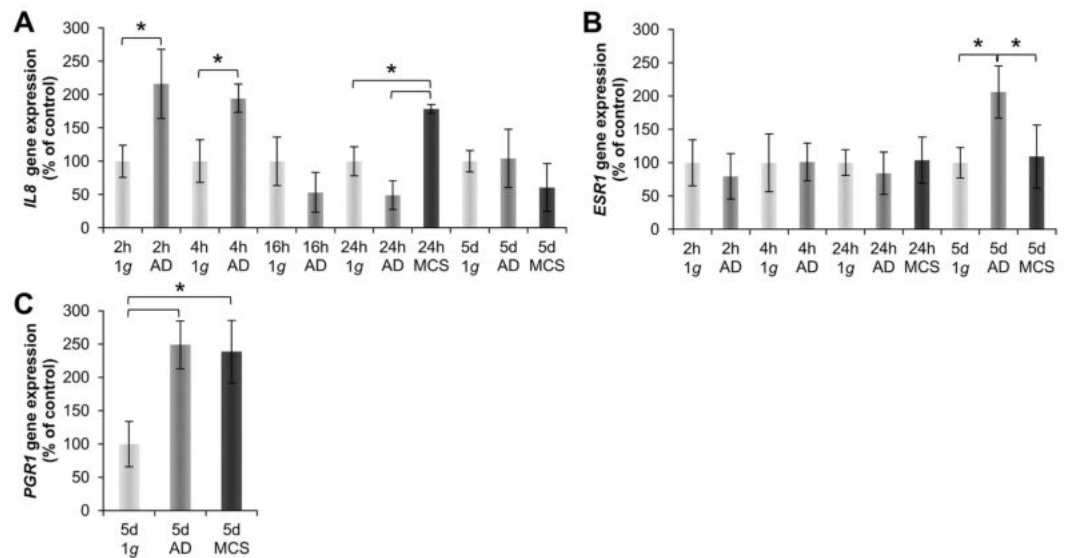 A
IL8 gene expression
(% of control)
300
250
200
150
100
50
0
*
*
*
2h 2h 4h 4h 16h 16h 24h 24h 24h 5d 5d 5d
1g AD 1g AD 1g AD 1g AD MCS 1g AD MCS
B
ESR1 gene expression
(% of control)
300
250
200
150
100
50
0
* *
2h 2h 4h 4h 24h 24h 24h 5d 5d 5d
1g AD 1g AD 1g AD MCS 1g AD MCS
C
PGR1 gene expression
(% of control)
300
250
200
150
100
50
0
*
5d 5d 5d
1g AD MCS